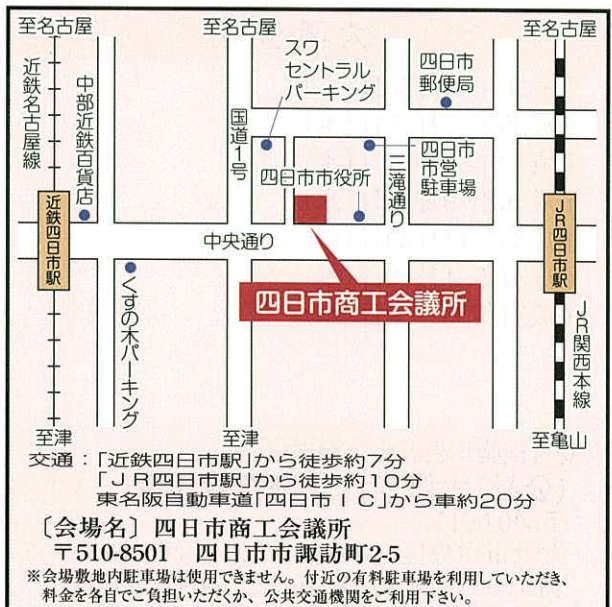 至名古屋
至名古屋
至名古屋
近鉄名古屋線
中部近鉄百貨店
国道1号
スワ
セントラル
パーキング
四日市
郵便局
四日市
市営
駐車場
三滝通り
四日市市役所
近鉄四日市駅
中央通り
JR四日市駅
四日市商工会議所
くすの木パーキング
JR関西本線
至津
至津
至亀山
交通：「近鉄四日市駅」から徒歩約7分
「ＪＲ四日市駅」から徒歩約10分
東名阪自動車道「四日市ＩＣ」から車約20分
〔会場名〕四日市商工会議所
〒510-8501　四日市市諏訪町2-5
※会場敷地内駐車場は使用できません。付近の有料駐車場を利用していただき、
料金を各自でご負担いただくか、公共交通機関をご利用下さい。